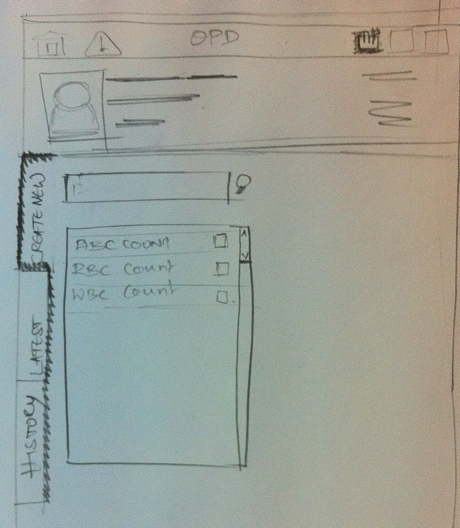 OPD
CREATE NEW
ABC COUNT
RBC Count
WBC Count
LATEST
HISTORY